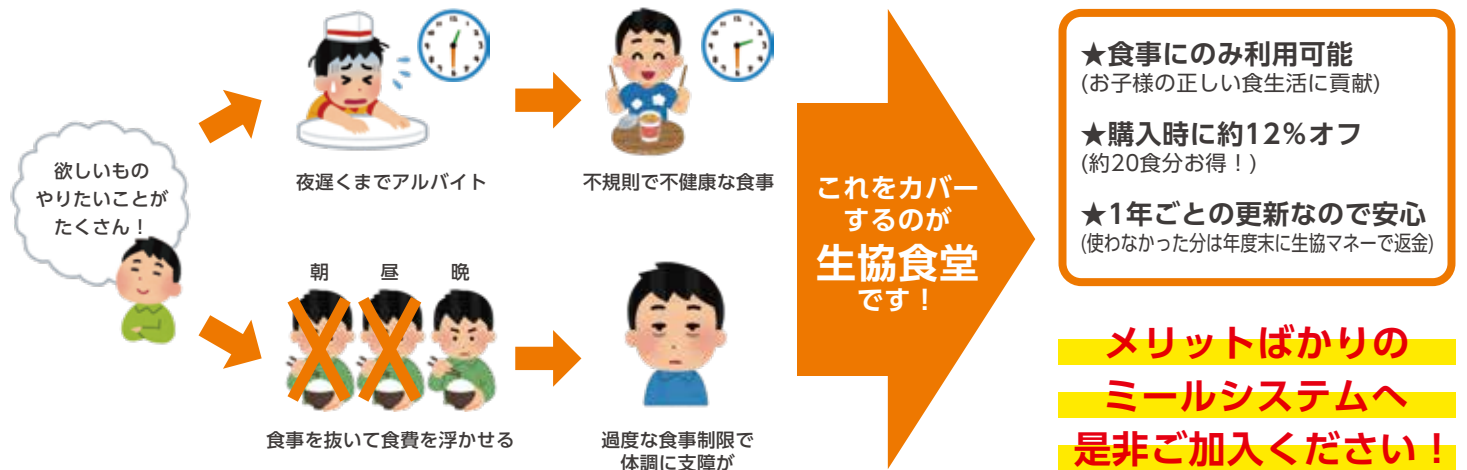 欲しいもの
やりたいことが
たくさん！
夜遅くまでアルバイト
不規則で不健康な食事
朝
昼
晩
食事を抜いて食費を浮かせる
過度な食事制限で
体調に支障が
これをカバー
するのが
生協食堂
です！
★食事にのみ利用可能
(お子様の正しい食生活に貢献)
★購入時に約12%オフ
(約20食分お得！)
★1年ごとの更新なので安心
(使わなかった分は年度末に生協マネーで返金)
メリットばかりの
ミールシステムへ
是非ご加入ください！